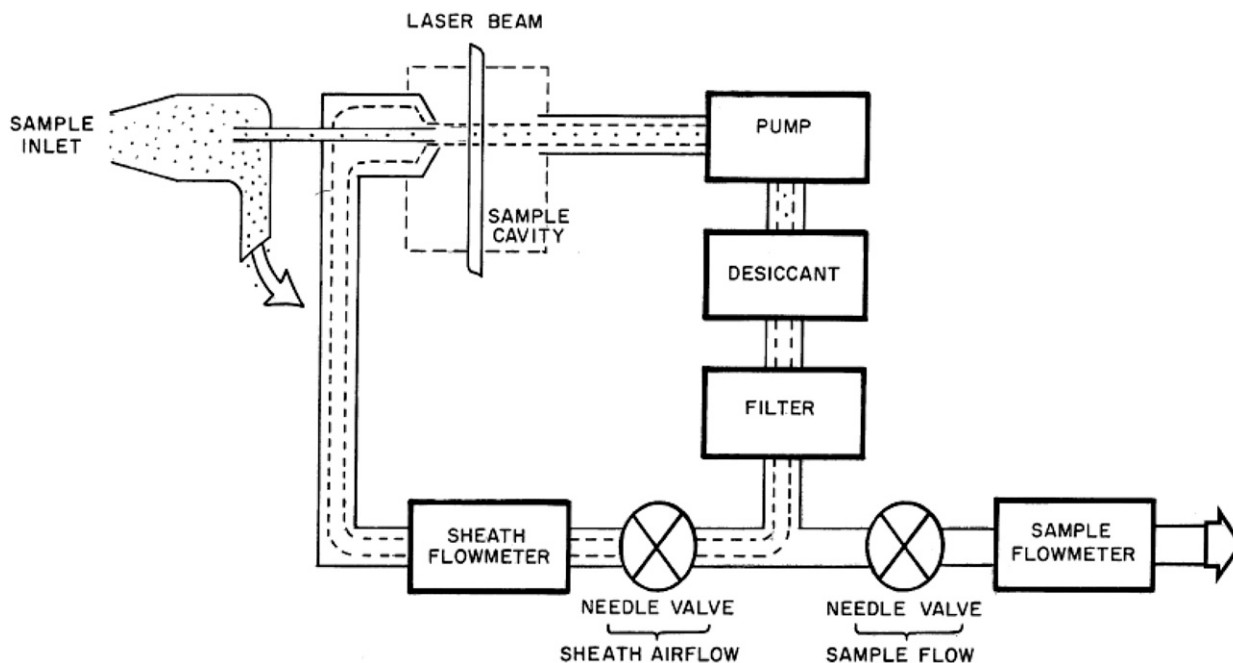 LASER BEAM
SAMPLE
INLET
PUMP
SAMPLE
CAVITY
DESICCANT
FILTER
SHEATH
FLOWMETER
SAMPLE
FLOWMETER
NEEDLE VALVE
NEEDLE VALVE
SHEATH AIRFLOW
SAMPLE FLOW